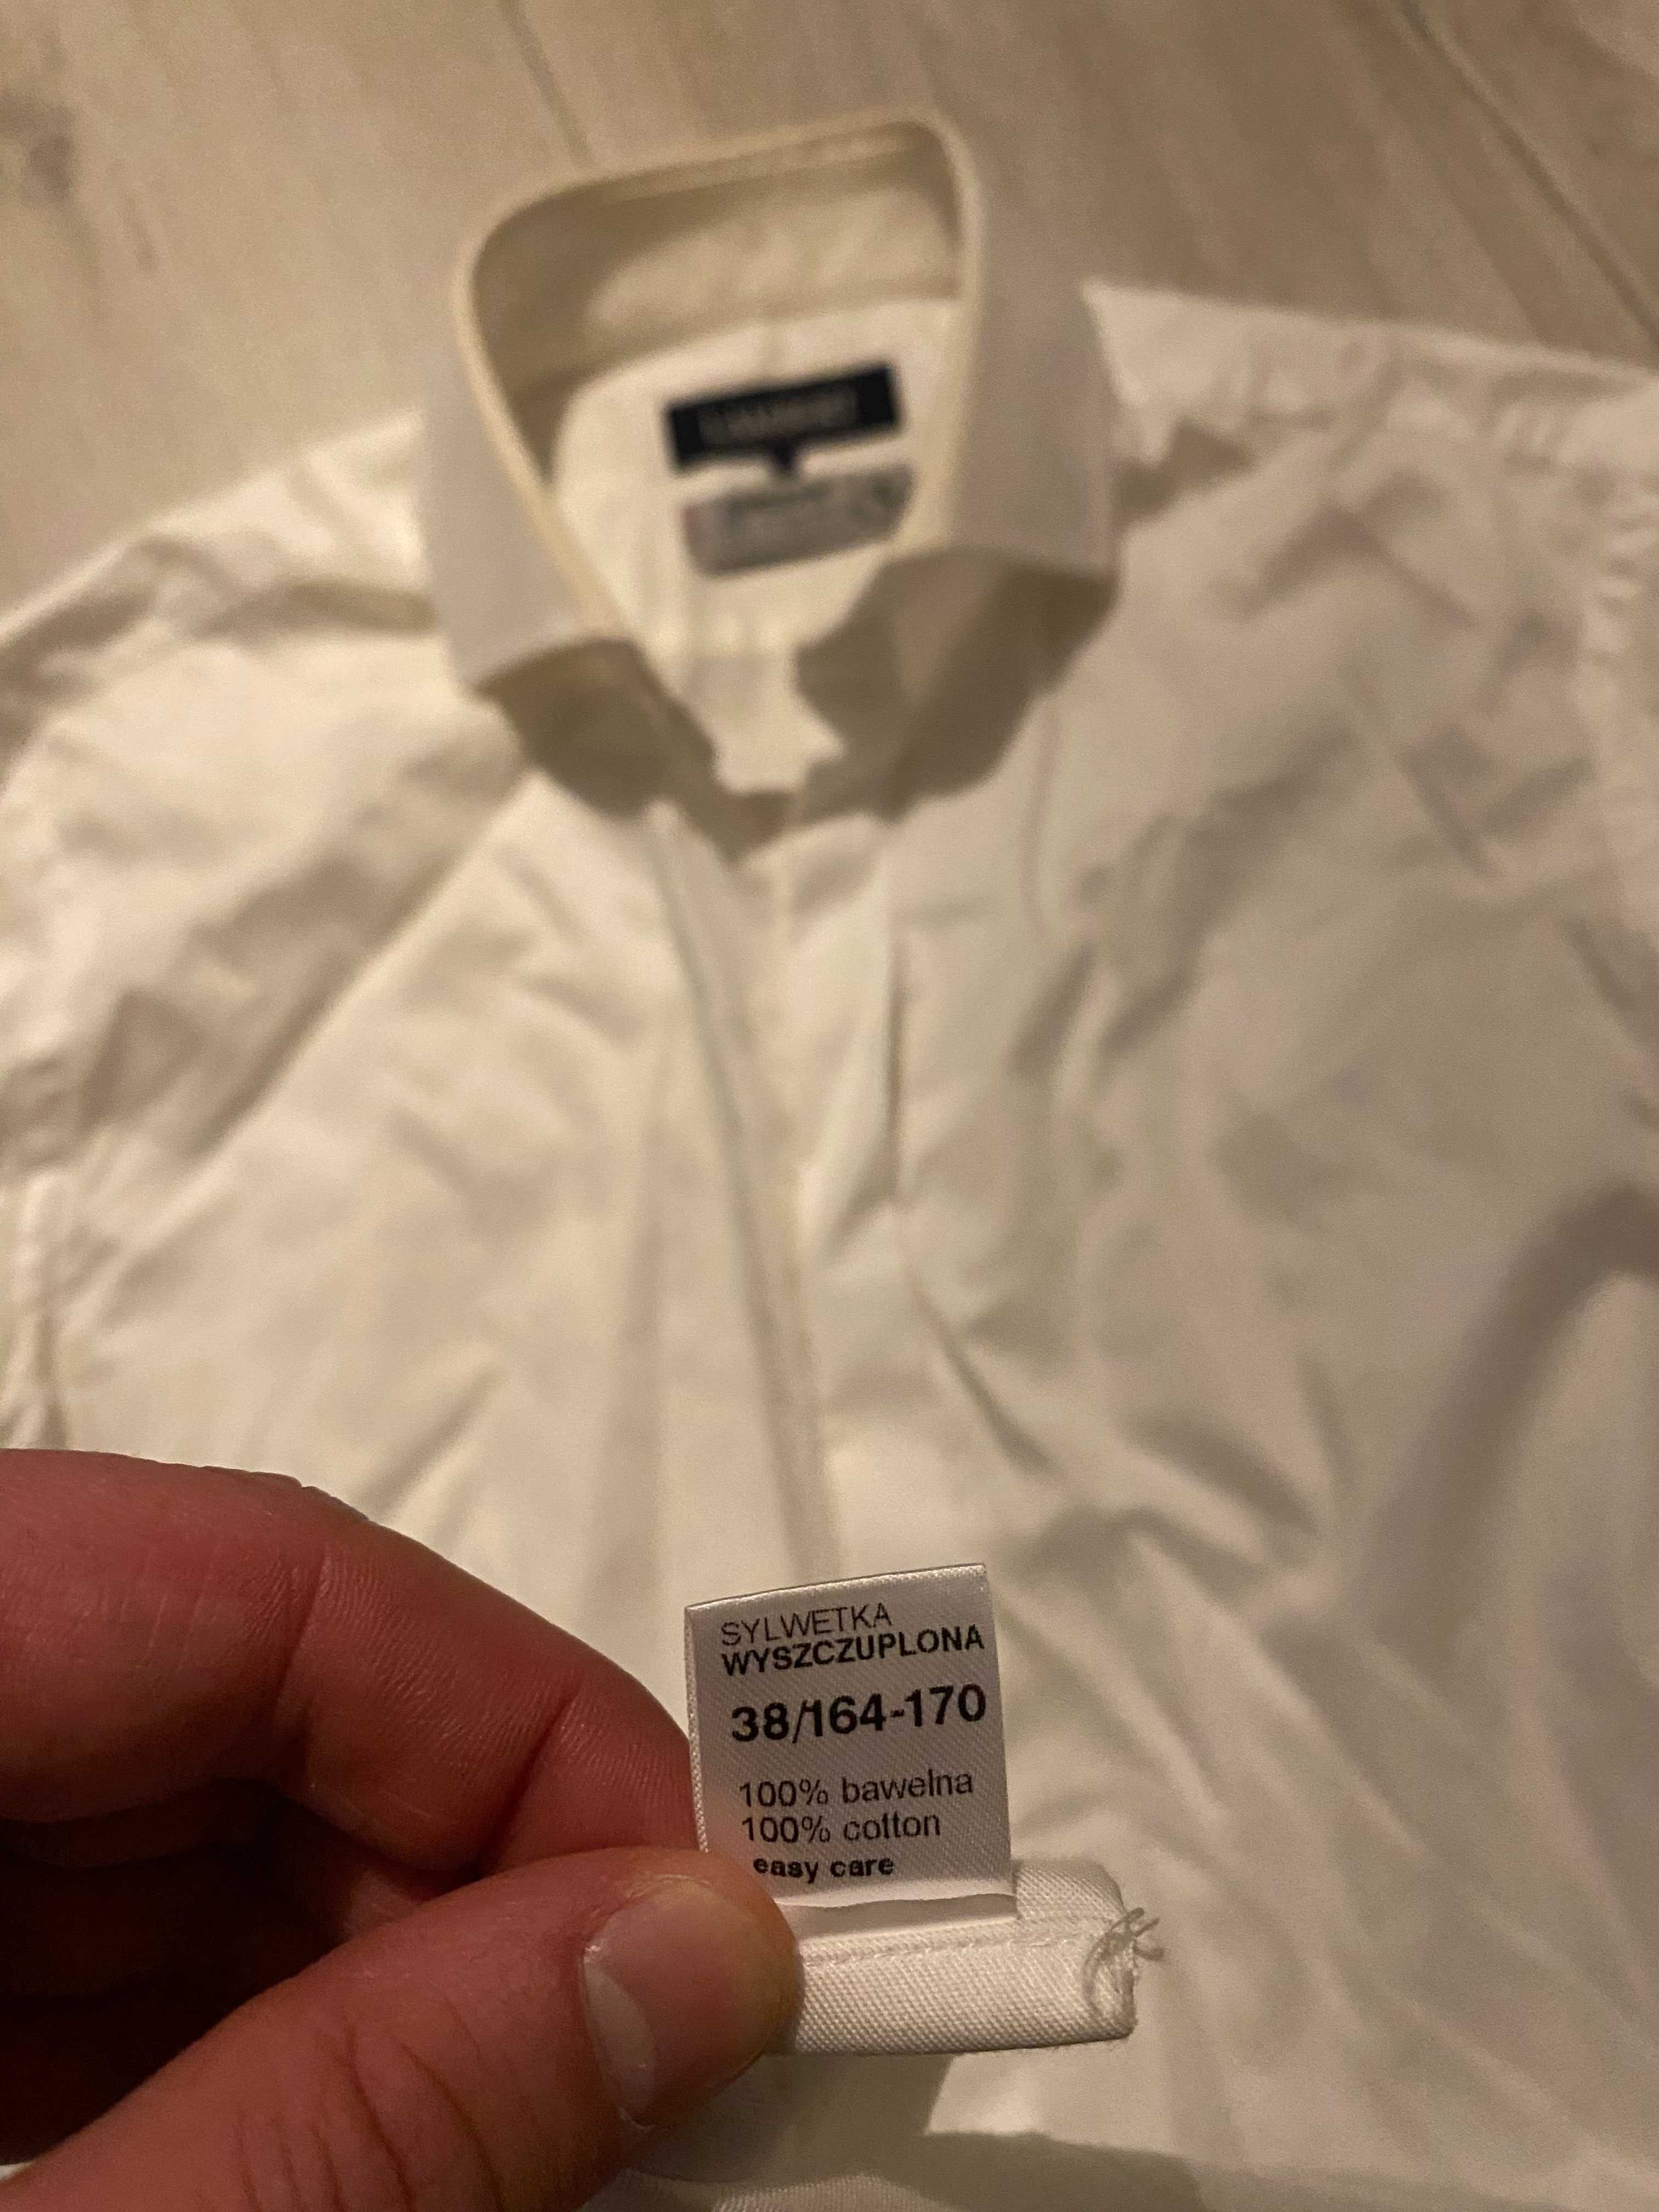 SYLWETKA
WYSZCZUPLONA
38/164-170
100% bawełna
100% cotton
easy care